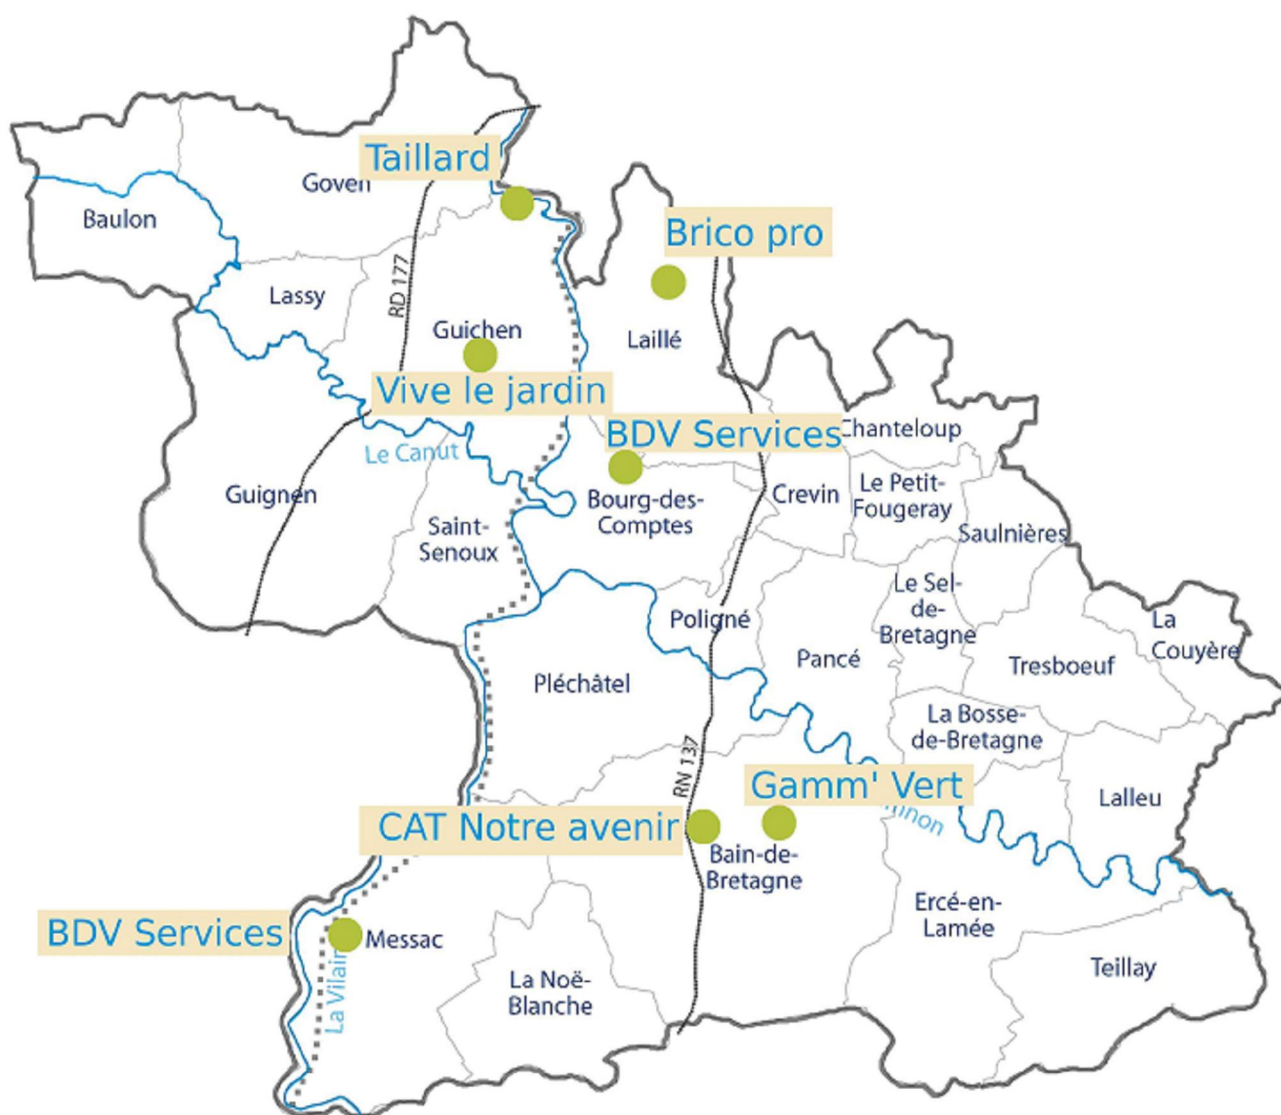 Taillard
Goven
Baulon
Brico pro
RD 177
Lassy
Guichen
Laillé
Vive le jardin
BDV Services
Chanteloup
Le Canut
Guignen
Bourg-des-
Comptes
Crevin
Le Petit-
Fougeray
Saint-
Senoux
Saulnières
Le Sel-
de-
Bretagne
Poligné
La
Couyère
Pancé
Tresboeuf
Pléchâtel
La Bosse-
de-Bretagne
RN 137
Gamm' Vert
Lalleu
CAT Notre avenir
Bain-de-
Bretagne
Ercé-en-
Lamée
BDV Services
Messac
La Noë-
Blanche
Teillay